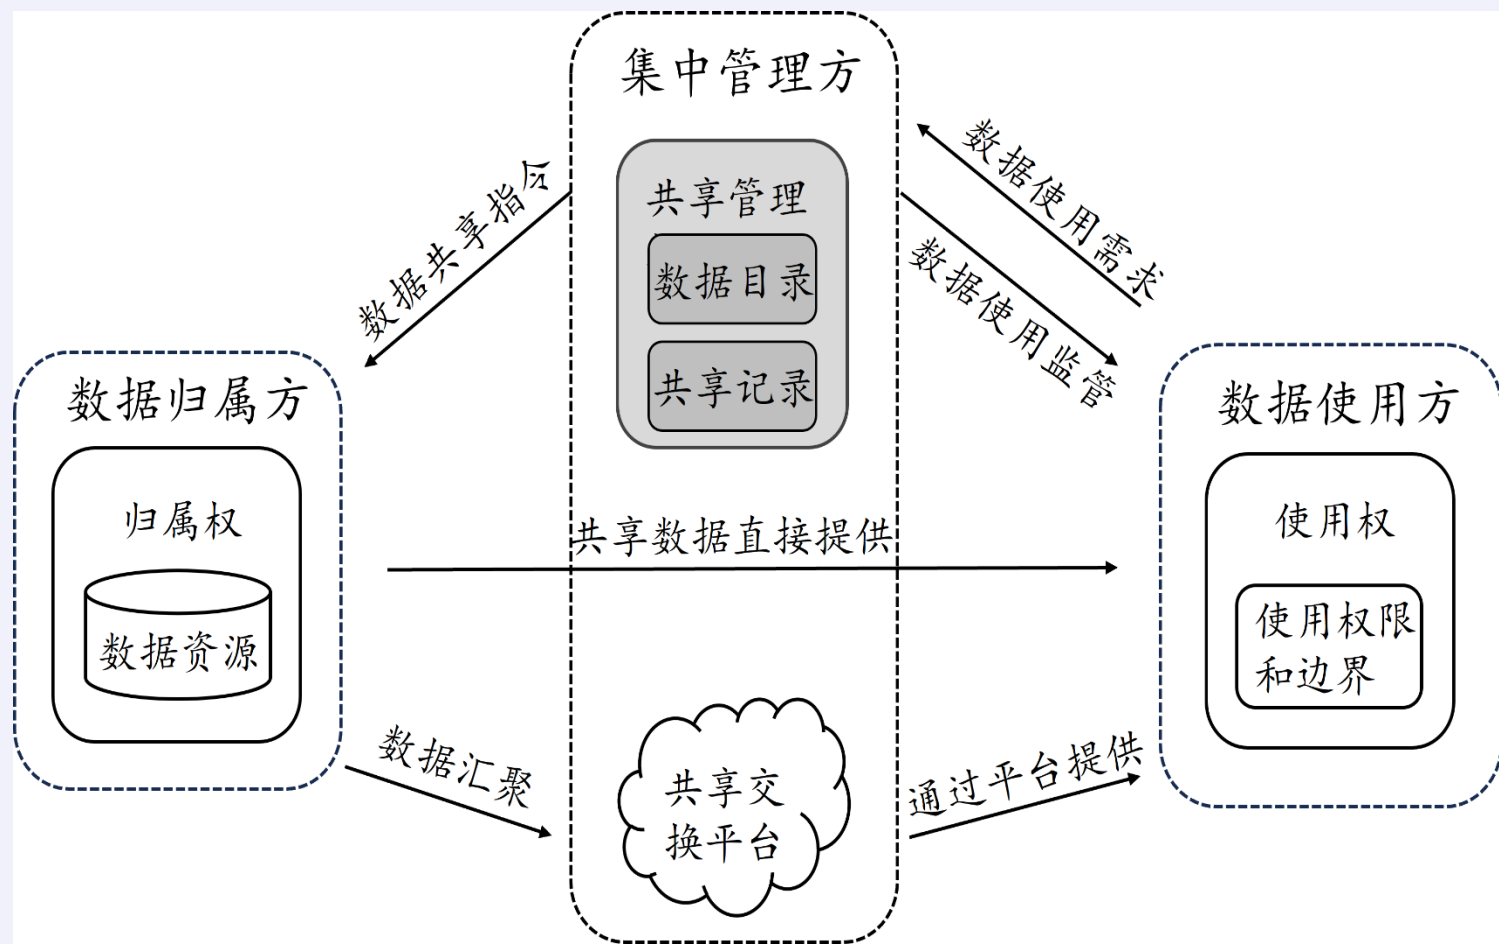 集中管理方
共享管理
数据目录
共享记录
数据共享指令
数据使用需求
数据使用监管
数据归属方
归属权
数据资源
共享数据直接提供
数据使用方
使用权
使用权限
和边界
数据汇聚
共享交
换平台
通过平台提供